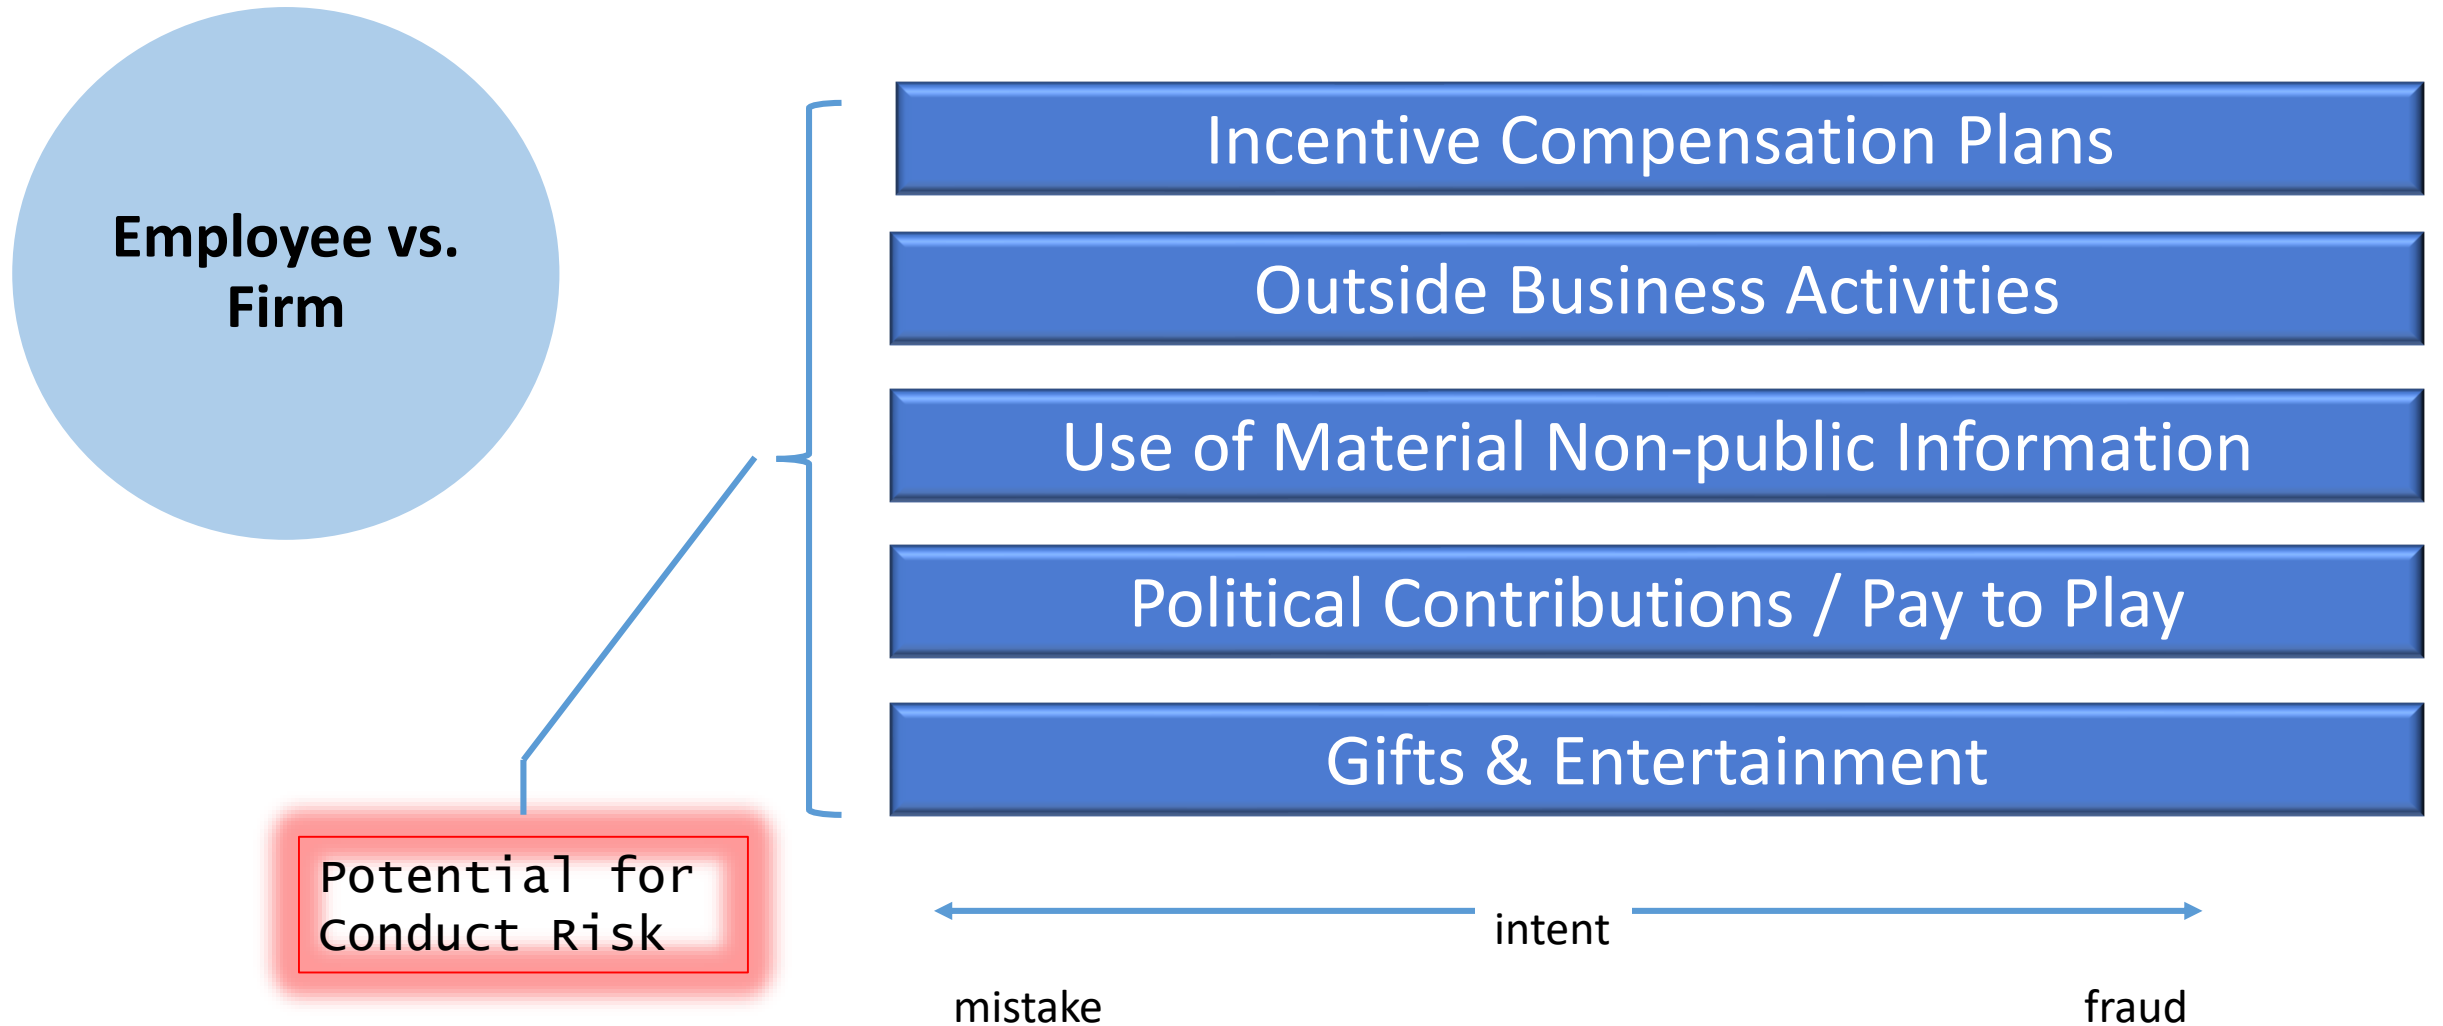 Employee vs.
Firm
Incentive Compensation Plans
Outside Business Activities
Use of Material Non-public Information
Political Contributions / Pay to Play
Gifts & Entertainment
Potential for
Conduct Risk
intent
mistake
fraud